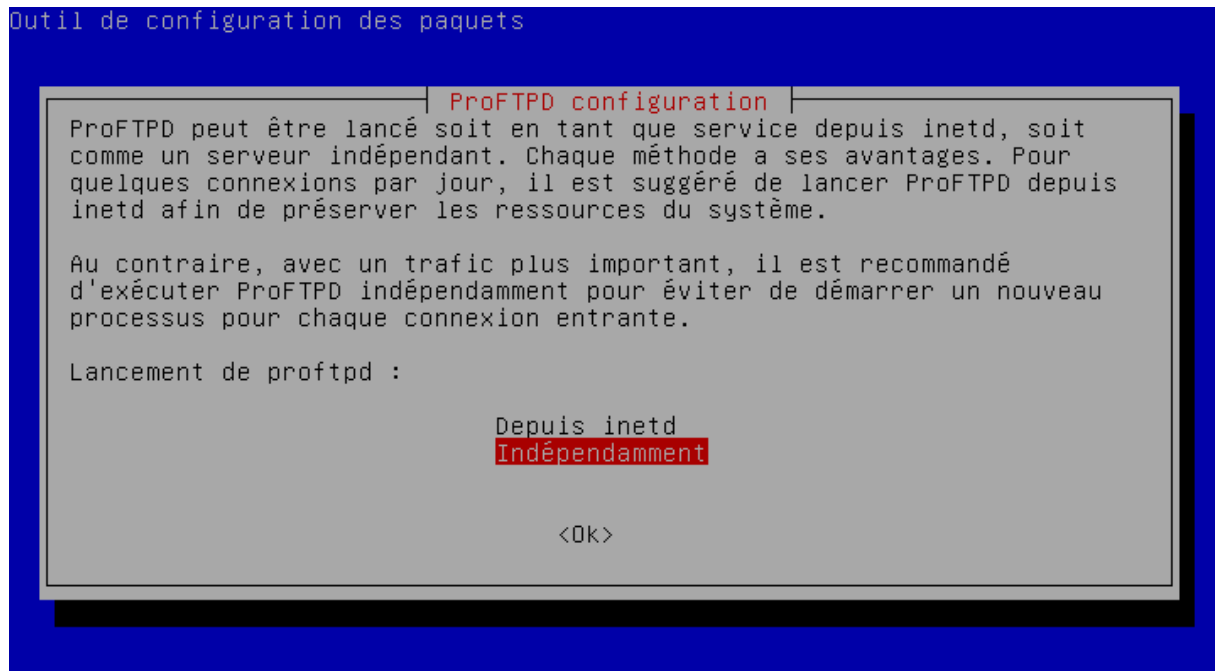 Outil de configuration des paquets
ProFTPD configuration
ProFTPD peut être lancé soit en tant que service depuis inetd, soit
comme un serveur indépendant. Chaque méthode a ses avantages. Pour
quelques connexions par jour, il est suggéré de lancer ProFTPD depuis
inetd afin de préserver les ressources du système.
Au contraire, avec un trafic plus important, il est recommandé
d'exécuter ProFTPD indépendamment pour éviter de démarrer un nouveau
processus pour chaque connexion entrante.
Lancement de proftpd :
Depuis inetd
Indépendamment
<Ok>